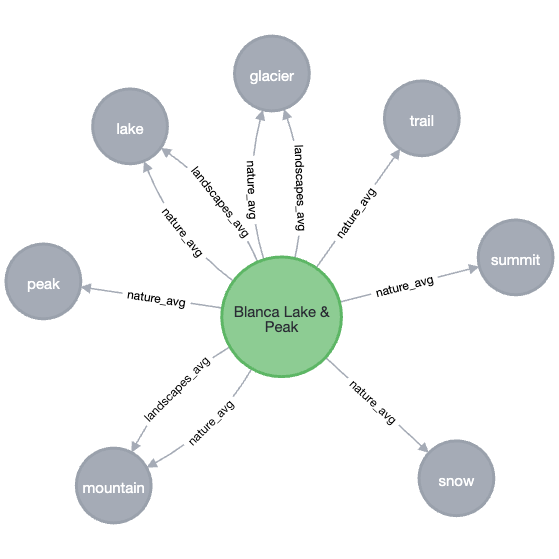 glacier
trail
lake
landscapes_avg
nature_avg
landscapes_avg
nature_avg
nature_avg
summit
nature_avg
peak
nature_avg
Blanca Lake &
Peak
landscapes_avg
nature_avg
nature_avg
mountain
snow